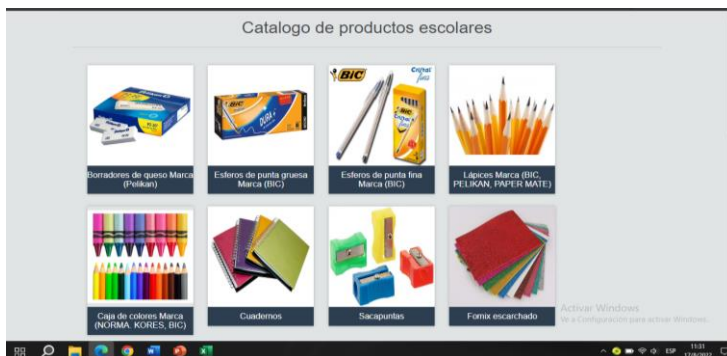 Catalogo de productos escolares
Borradores de queso Marca
(Pelikan)
Esferos de punta gruesa
Marca (BIC)
BIC
Cristal
fino
Esferos de punta fina
Marca (BIC)
Lápices Marca (BIC,
PELIKAN, PAPER MATE)
Caja de colores Marca
(NORMA. KORES, BIC)
Cuadernos
Sacapuntas
Fomix escarchado
Activar Windows
Ve a Configuración para activar Windows.
ESP
11:31